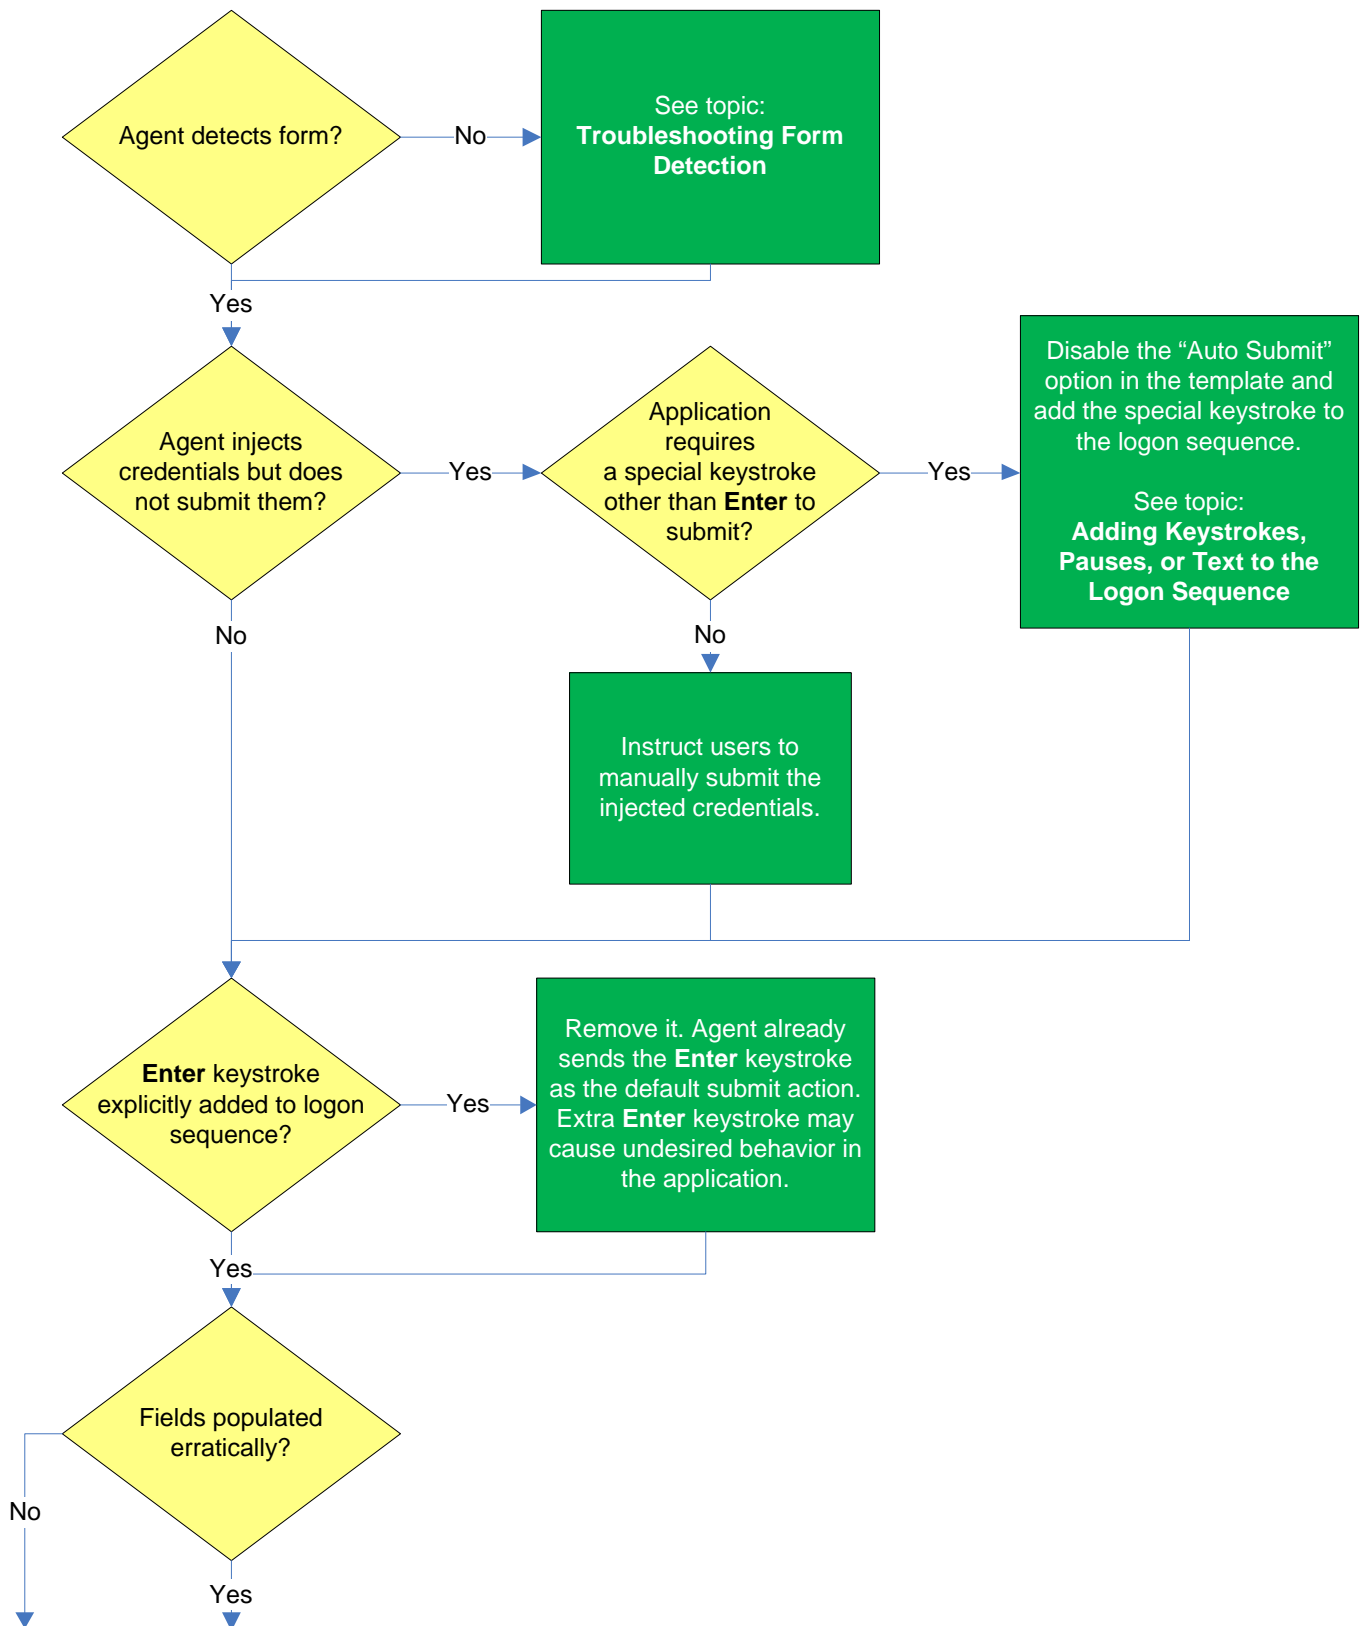 Agent detects form?
No
See topic:
Troubleshooting Form
Detection
Yes
Agent injects
credentials but does
not submit them?
Yes
Application
requires
a special keystroke
other than Enter to
submit?
Yes
Disable the “Auto Submit”
option in the template and
add the special keystroke to
the logon sequence.
See topic:
Adding Keystrokes,
Pauses, or Text to the
Logon Sequence
No
No
Instruct users to
manually submit the
injected credentials.
Enter keystroke
explicitly added to logon
sequence?
Yes
Remove it. Agent already
sends the Enter keystroke
as the default submit action.
Extra Enter keystroke may
cause undesired behavior in
the application.
Yes
Fields populated
erratically?
No
Yes